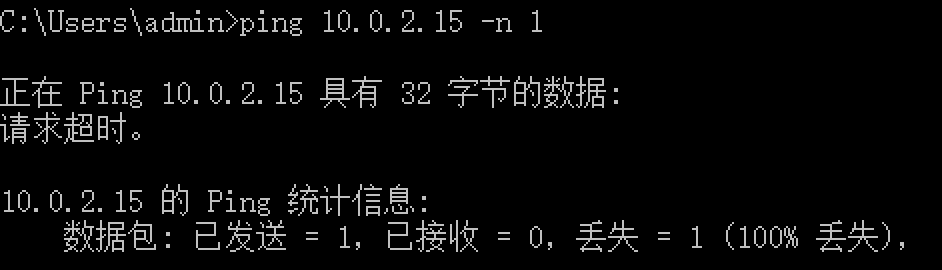 C:\Users\admin>ping 10.0.2.15 -n 1
正在 Ping 10.0.2.15 具有 32 字节的数据:
请求超时。
10.0.2.15 的 Ping 统计信息:
数据包: 已发送 = 1，已接收 = 0，丢失 = 1 (100% 丢失)，